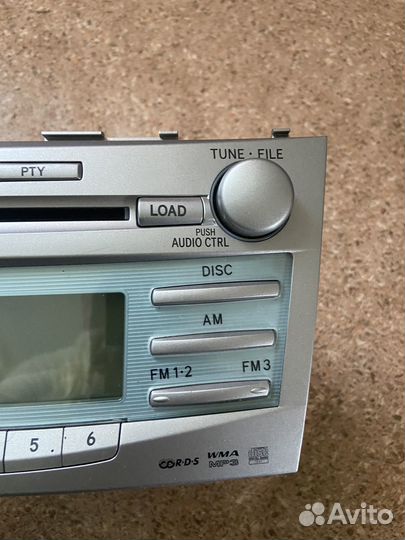 TUNE · FILE
PTY
LOAD
PUSH
AUDIO CTRL
DISC
AM
FM 1·2 FM 3
5 6
R·D·S WMA
MP3
Avito